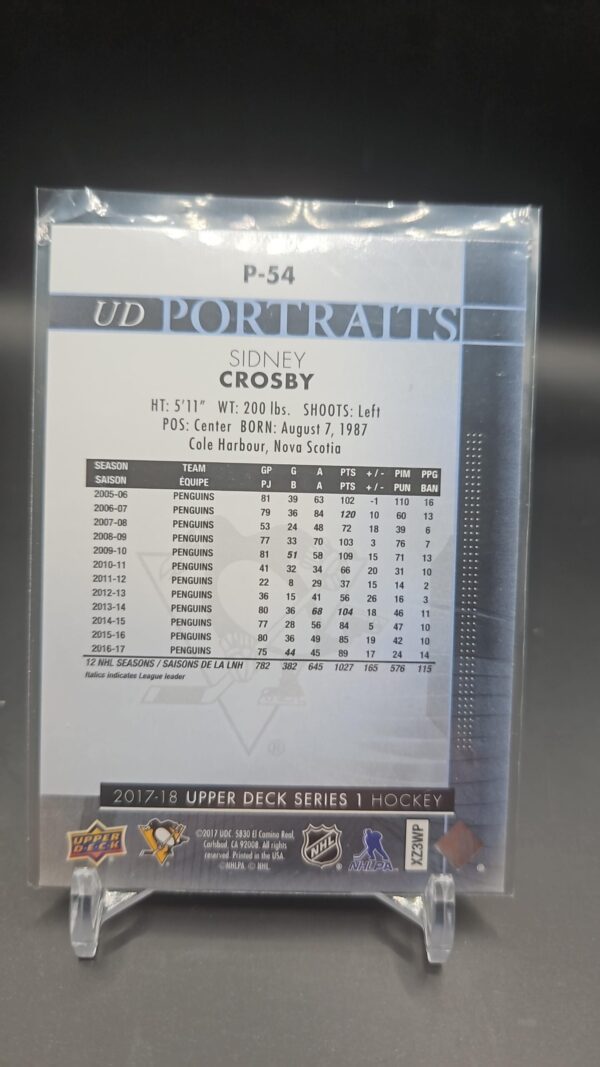 P-54
UD PORTRAITS
SIDNEY
CROSBY
HT: 5'11" WT: 200 lbs. SHOOTS: Left
POS: Center BORN: August 7, 1987
Cole Harbour, Nova Scotia
SEASON TEAM GP G A PTS +/- PIM PPG
SAISON ÉQUIPE PJ B A PTS +/- PUN BAN
2005-06 PENGUINS 81 39 63 102 -1 110 16
2006-07 PENGUINS 79 36 84 120 10 60 13
2007-08 PENGUINS 53 24 48 72 18 39 6
2008-09 PENGUINS 77 33 70 103 3 76 7
2009-10 PENGUINS 81 51 58 109 15 71 13
2010-11 PENGUINS 41 32 34 66 20 31 10
2011-12 PENGUINS 22 8 29 37 15 14 2
2012-13 PENGUINS 36 15 41 56 26 16 3
2013-14 PENGUINS 80 36 68 104 18 46 11
2014-15 PENGUINS 77 28 56 84 5 47 10
2015-16 PENGUINS 80 36 49 85 19 42 10
2016-17 PENGUINS 75 44 45 89 17 24 14
12 NHL SEASONS / SAISONS DE LA LNH 782 382 645 1027 165 576 115
Italics indicates League leader
®
2017-18 UPPER DECK SERIES 1 HOCKEY
UPPER DECK
©2017 UDC. 5830 El Camino Real,
Carlsbad, CA 92008. All rights
reserved. Printed in the USA
©NHLPA. © NHL.
NHL
NHLPA
XZ3WP